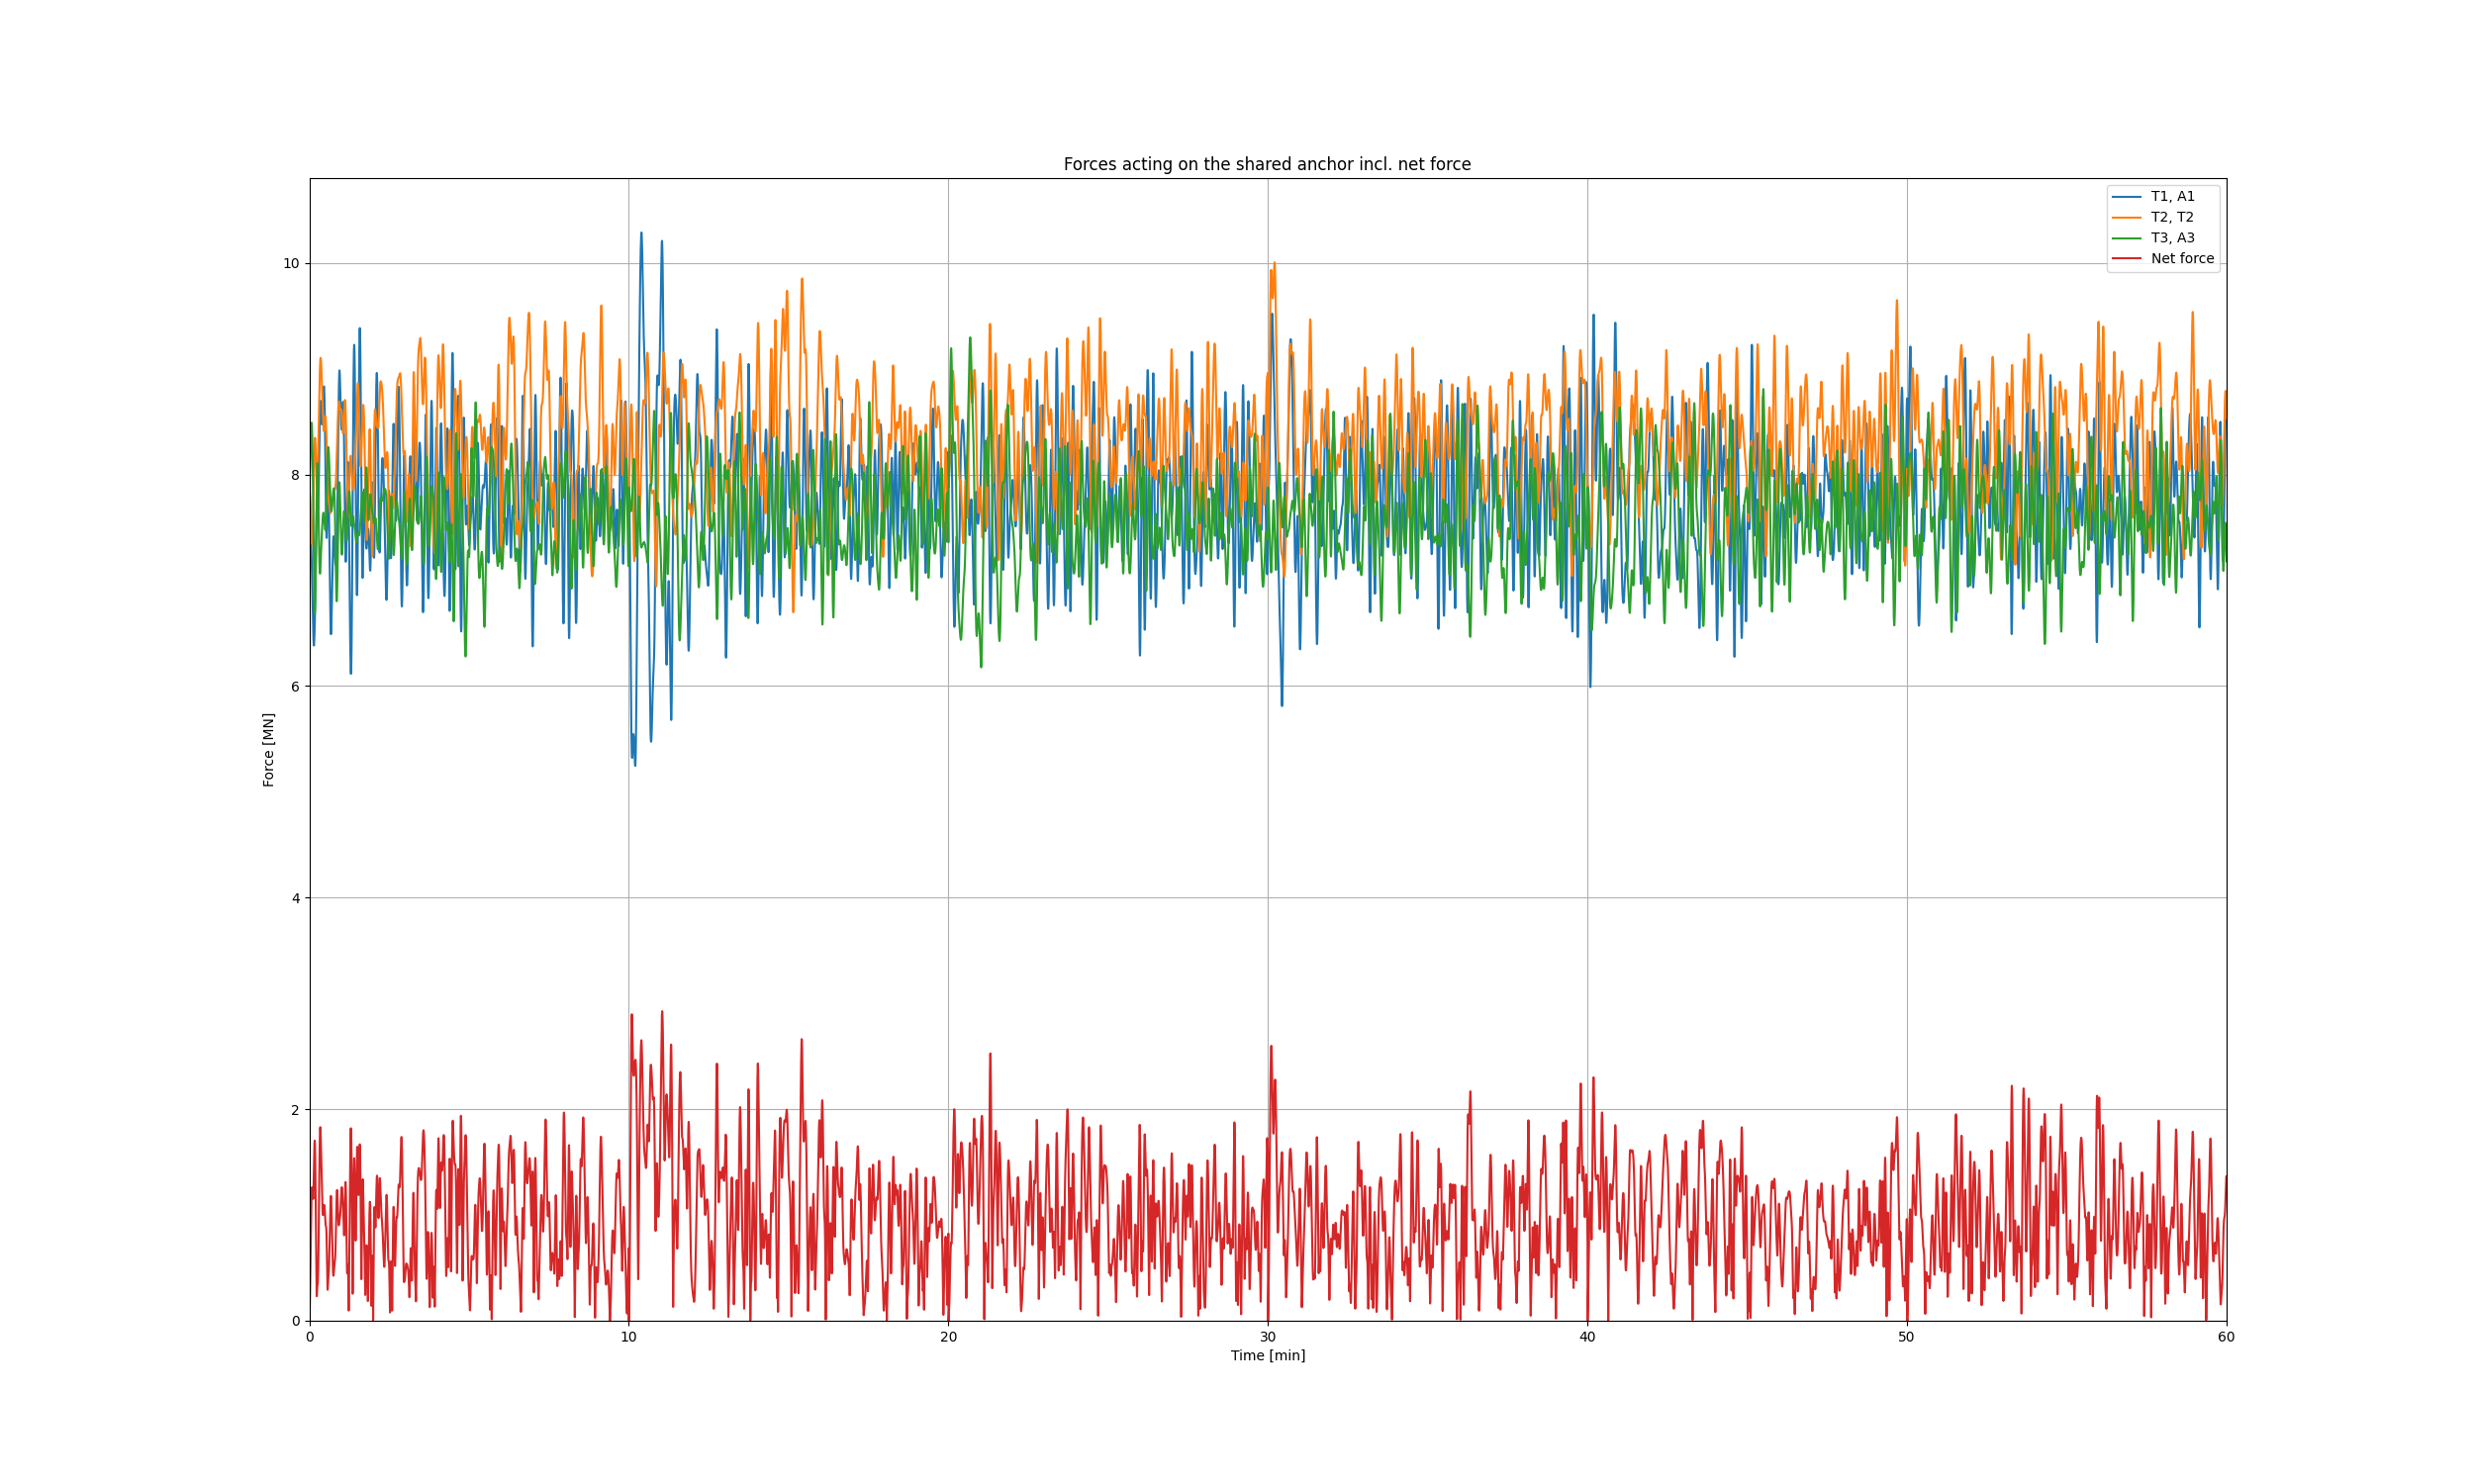 Forces acting on the shared anchor incl. net force
T1, A1
T2, T2
T3, A3
Net force
10
8
6
4
2
0
Force [MN]
0 10 20 30 40 50 60
Time [min]